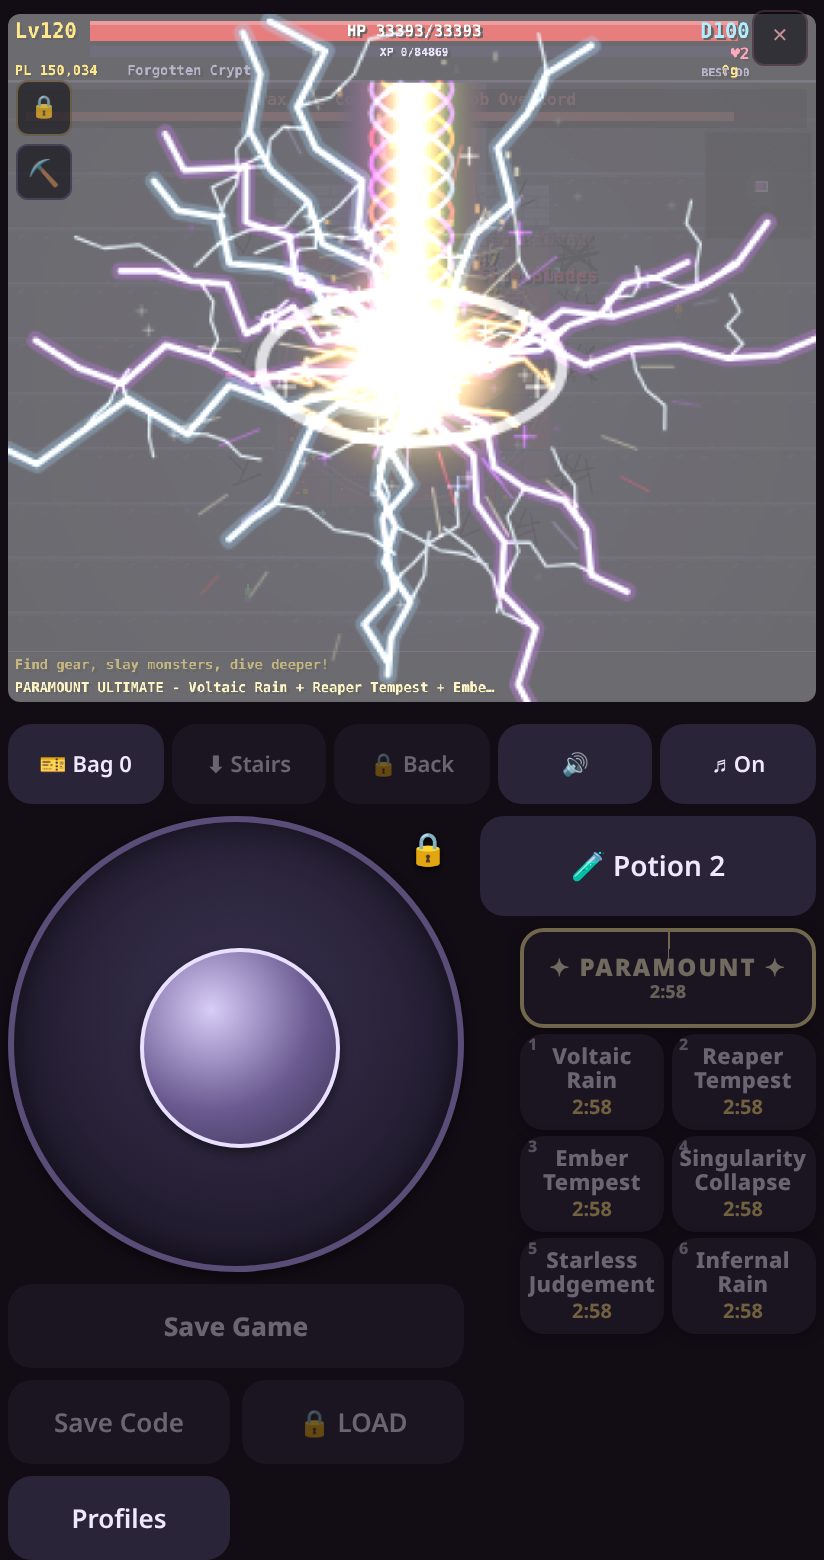 Lv120
HP 33393/33393
D100
×
XP 0/84869
♥2
PL 150,034
Forgotten Crypt
Find gear, slay monsters, dive deeper!
PARAMOUNT ULTIMATE - Voltaic Rain + Reaper Tempest + Embe…
Bag 0
⬇ Stairs
Back
♬ On
Potion 2
✦ PARAMOUNT ✦
2:58
1 Voltaic
Rain
2:58
2 Reaper
Tempest
2:58
3 Ember
Tempest
2:58
4 Singularity
Collapse
2:58
5 Starless
Judgement
2:58
6 Infernal
Rain
2:58
Save Game
Save Code
LOAD
Profiles